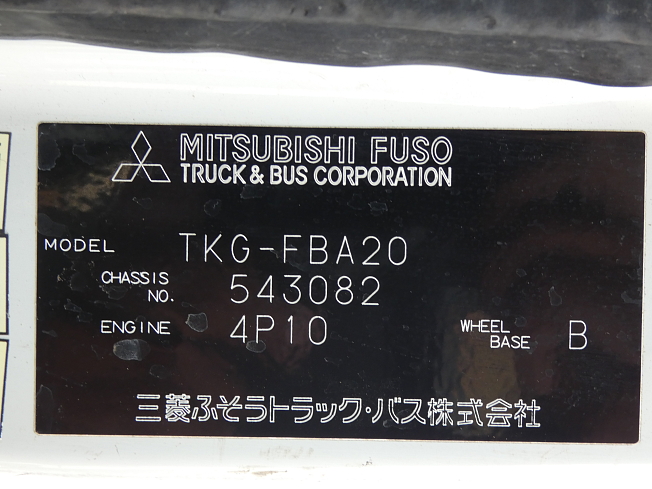 MITSUBISHI FUSO
TRUCK & BUS CORPORATION
MODEL TKG-FBA20
CHASSIS NO. 543082
ENGINE 4P10 WHEEL BASE B
三菱ふそうトラック・バス株式会社